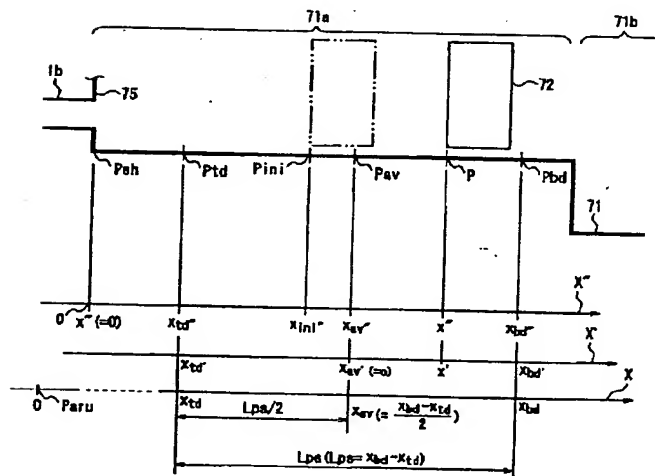 71a
71b
1b
75
72
Psh
Ptd
Pini
Pav
P
Pbd
71
X'''
0
x''' (=0)
xtd'''
xini'''
xav'''
x'''
xbd'''
X'
xtd'
xav' (=0)
x'
xbd'
X
0
Paru
xtd
Lps/2
xav (= xbd-xtd / 2)
xbd
Lps (Lps= xbd-xtd)